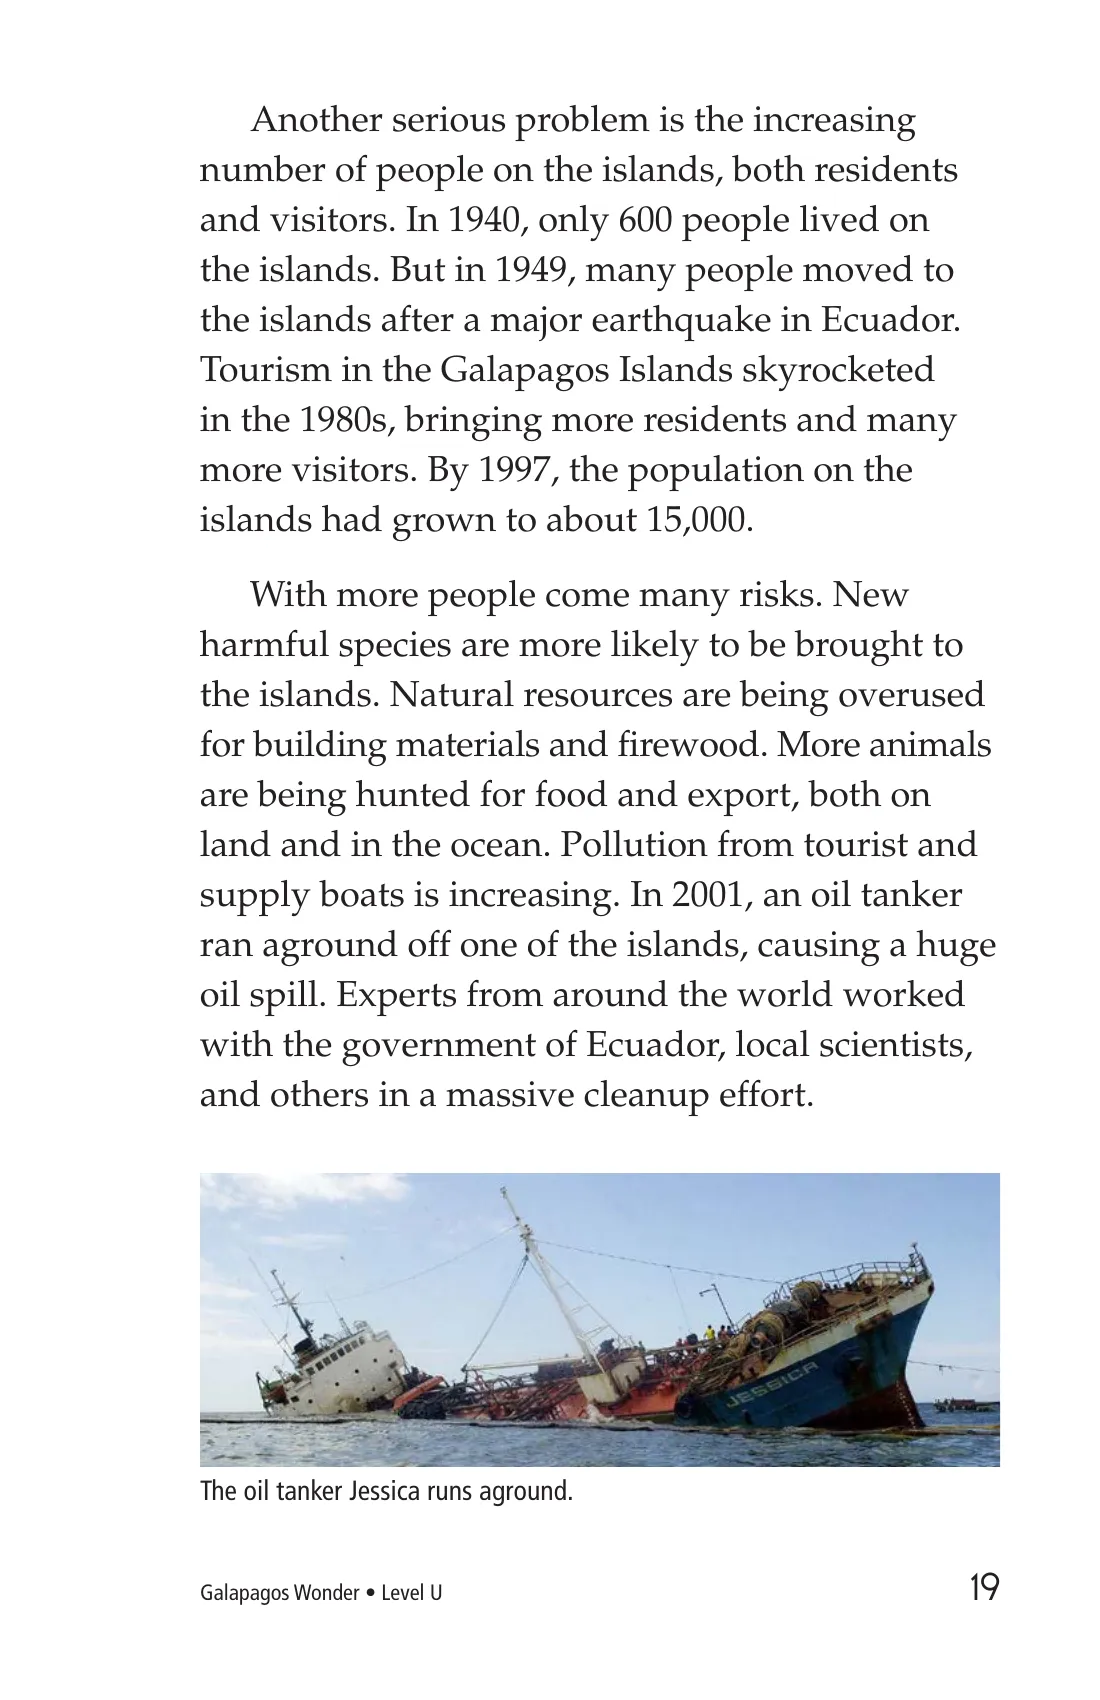 Another serious problem is the increasing
number of people on the islands, both residents
and visitors. In 1940, only 600 people lived on
the islands. But in 1949, many people moved to
the islands after a major earthquake in Ecuador.
Tourism in the Galapagos Islands skyrocketed
in the 1980s, bringing more residents and many
more visitors. By 1997, the population on the
islands had grown to about 15,000.
With more people come many risks. New
harmful species are more likely to be brought to
the islands. Natural resources are being overused
for building materials and firewood. More animals
are being hunted for food and export, both on
land and in the ocean. Pollution from tourist and
supply boats is increasing. In 2001, an oil tanker
ran aground off one of the islands, causing a huge
oil spill. Experts from around the world worked
with the government of Ecuador, local scientists,
and others in a massive cleanup effort.
JESSICA
The oil tanker Jessica runs aground.
Galapagos Wonder • Level U
19